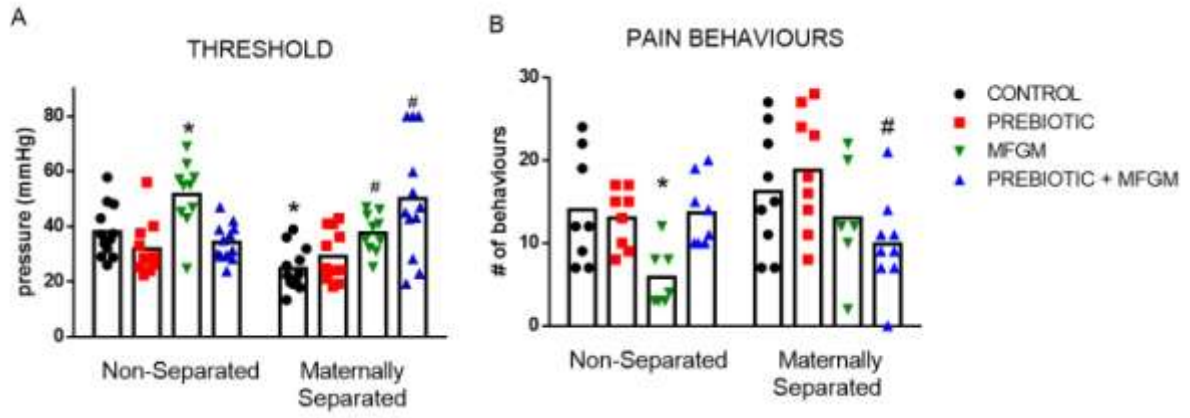 A
THRESHOLD
pressure (mmHg)
80
60
40
20
0
*
*
#
#
Non-Separated
Maternally
Separated
B
PAIN BEHAVIOURS
# of behaviours
30
20
10
0
*
#
Non-Separated
Maternally
Separated
CONTROL
PREBIOTIC
MFGM
PREBIOTIC + MFGM